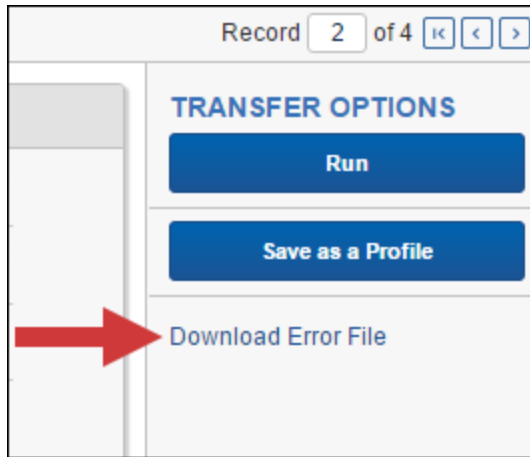 Record 2 of 4
TRANSFER OPTIONS
Run
Save as a Profile
Download Error File